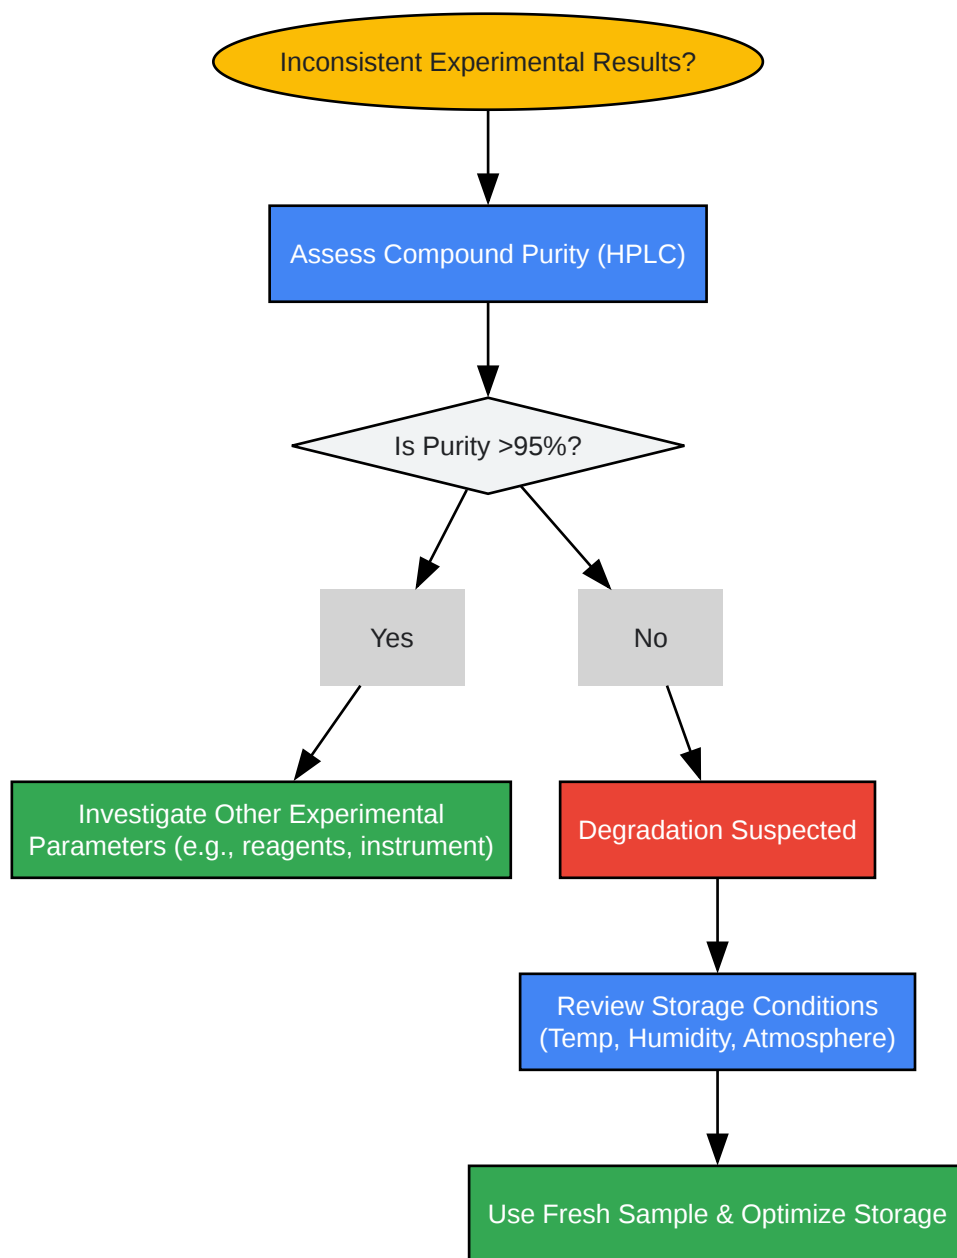 Inconsistent Experimental Results?
Assess Compound Purity (HPLC)
Is Purity >95%?
Yes
No
Investigate Other Experimental
Parameters (e.g., reagents, instrument)
Degradation Suspected
Review Storage Conditions
(Temp, Humidity, Atmosphere)
Use Fresh Sample & Optimize Storage